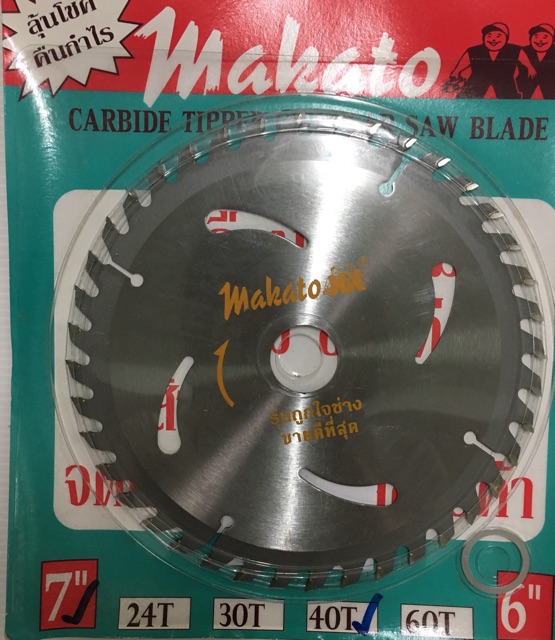 ลุ้นโชค
คืนกำไร
Makato
CARBIDE TIPPED SAW BLADE
Makato
รุ่นถูกใจช่าง
ขายดีที่สุด
7" 24T 30T 40T 60T 6"